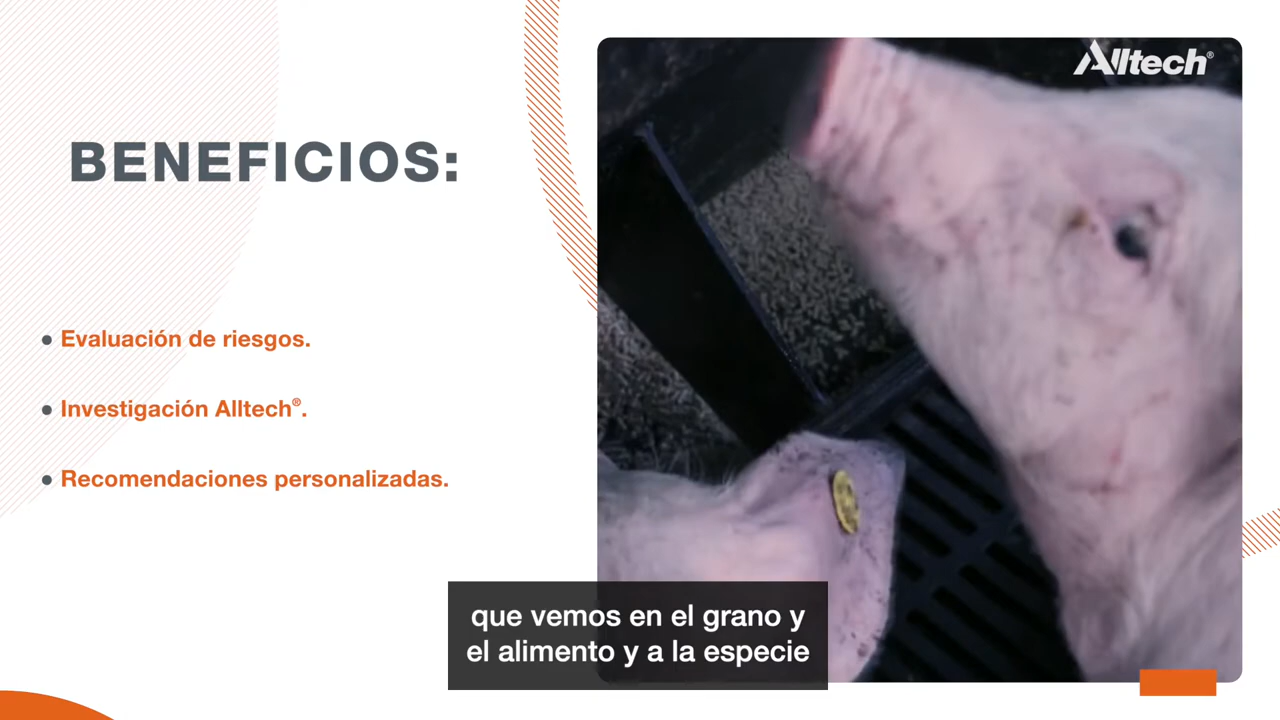 Alltech®
BENEFICIOS:
• Evaluación de riesgos.
• Investigación Alltech®.
• Recomendaciones personalizadas.
que vemos en el grano y
el alimento y a la especie